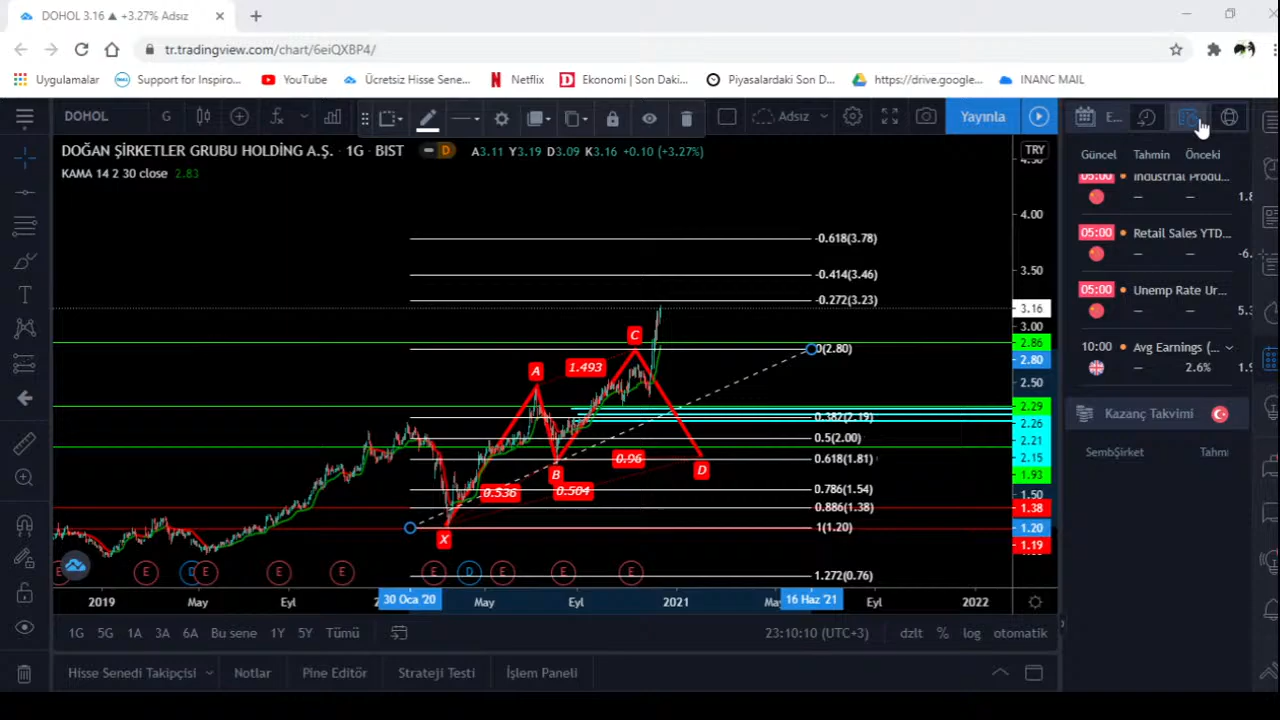 DOHOL 3.16 ▲ +3.27% Adsız
tr.tradingview.com/chart/6eiQXBP4/
Uygulamalar
Support for Inspiro...
YouTube
Ücretsiz Hisse Sene...
Netflix
Ekonomi | Son Daki...
Piyasalardaki Son D...
https://drive.google...
INANC MAIL
DOHOL
G
Adsız
Yayınla
E...
DOĞAN ŞİRKETLER GRUBU HOLDİNG A.Ş. · 1G · BIST
D
A3.11 Y3.19 D3.09 K3.16 +0.10 (+3.27%)
TRY
KAMA 14 2 30 close 2.83
Güncel Tahmin Önceki
05:00 Industrial Produ...
— — 1.8
05:00 Retail Sales YTD...
— — -6.
05:00 Unemp Rate Ur...
— — 5.3
10:00 Avg Earnings (...
— 2.6% 1.9
Kazanç Takvimi
SembŞirket Tahmi
4.50
4.00
3.50
3.16
3.00
2.86
2.80
2.50
2.29
2.26
2.21
2.15
1.93
1.50
1.38
1.20
1.19
-0.618(3.78)
-0.414(3.46)
-0.272(3.23)
0(2.80)
0.382(2.19)
0.5(2.00)
0.618(1.81)
0.786(1.54)
0.886(1.38)
1(1.20)
1.272(0.76)
C
A
1.493
0.96
B
D
0.536
0.504
X
E
D
E
E
E
E
D
E
E
E
2019
May
Eyl
30 Oca '20
May
Eyl
2021
16 Haz '21
Eyl
2022
1G 5G 1A 3A 6A Bu sene 1Y 5Y Tümü
23:10:10 (UTC+3)
dzlt % log otomatik
Hisse Senedi Takipçisi
Notlar
Pine Editör
Strateji Testi
İşlem Paneli